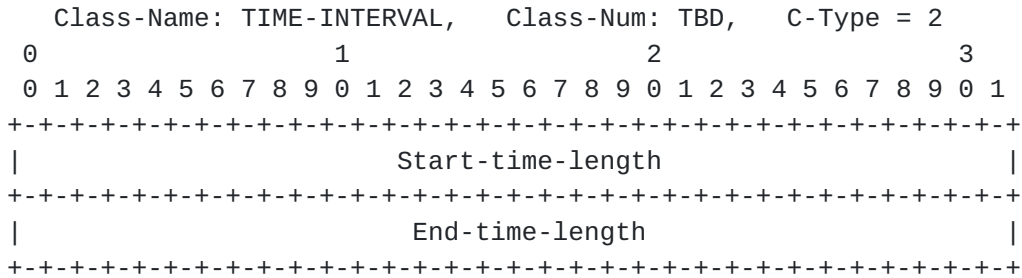 Class-Name: TIME-INTERVAL,   Class-Num: TBD,   C-Type = 2
 0                   1                   2                   3
 0 1 2 3 4 5 6 7 8 9 0 1 2 3 4 5 6 7 8 9 0 1 2 3 4 5 6 7 8 9 0 1
+-+-+-+-+-+-+-+-+-+-+-+-+-+-+-+-+-+-+-+-+-+-+-+-+-+-+-+-+-+-+-+-+
|                        Start-time-length                      |
+-+-+-+-+-+-+-+-+-+-+-+-+-+-+-+-+-+-+-+-+-+-+-+-+-+-+-+-+-+-+-+-+
|                         End-time-length                       |
+-+-+-+-+-+-+-+-+-+-+-+-+-+-+-+-+-+-+-+-+-+-+-+-+-+-+-+-+-+-+-+-+